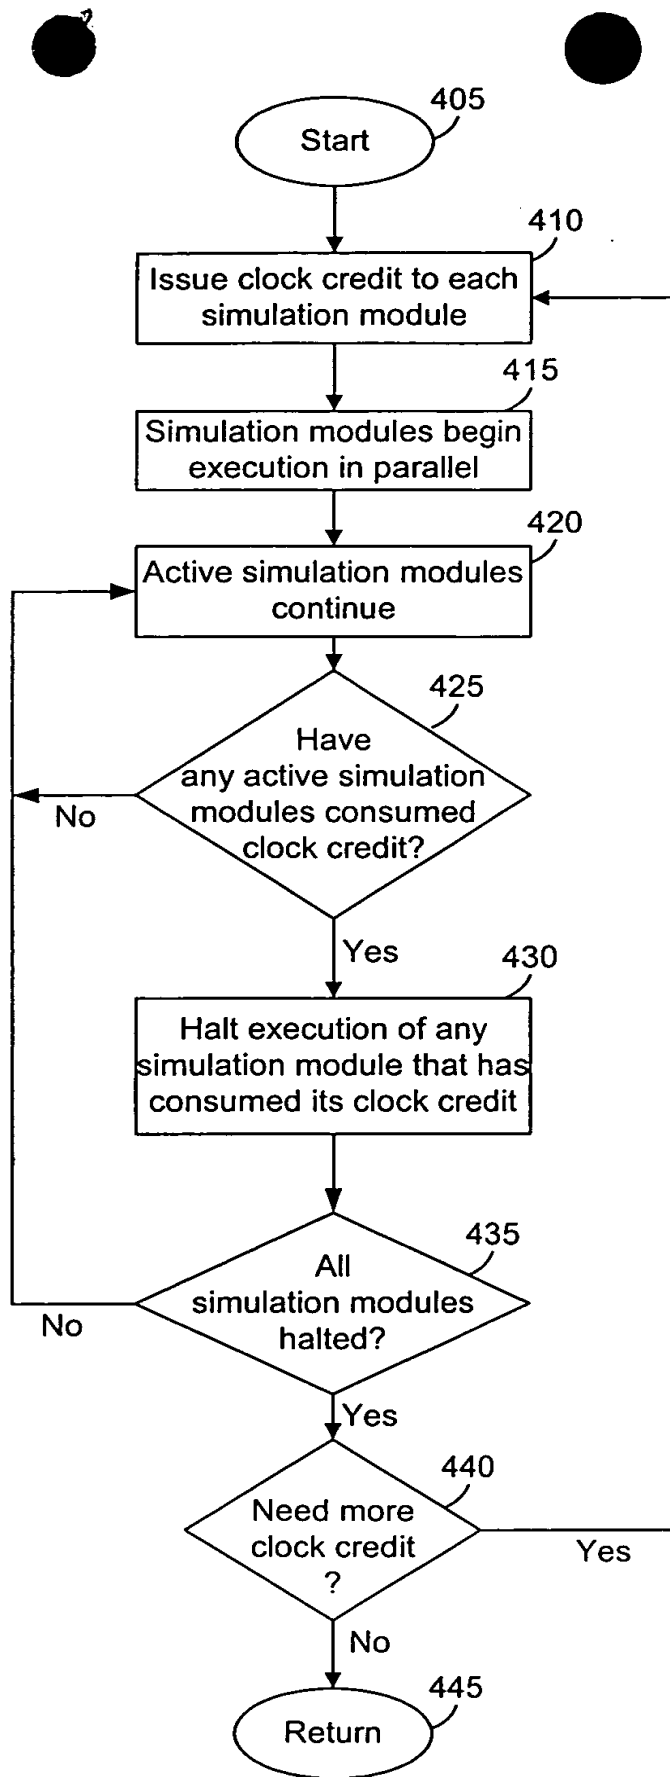 405
Start
410
Issue clock credit to each
simulation module
415
Simulation modules begin
execution in parallel
420
Active simulation modules
continue
425
Have
any active simulation
modules consumed
clock credit?
No
Yes
430
Halt execution of any
simulation module that has
consumed its clock credit
435
All
simulation modules
halted?
No
Yes
440
Need more
clock credit
?
Yes
No
445
Return